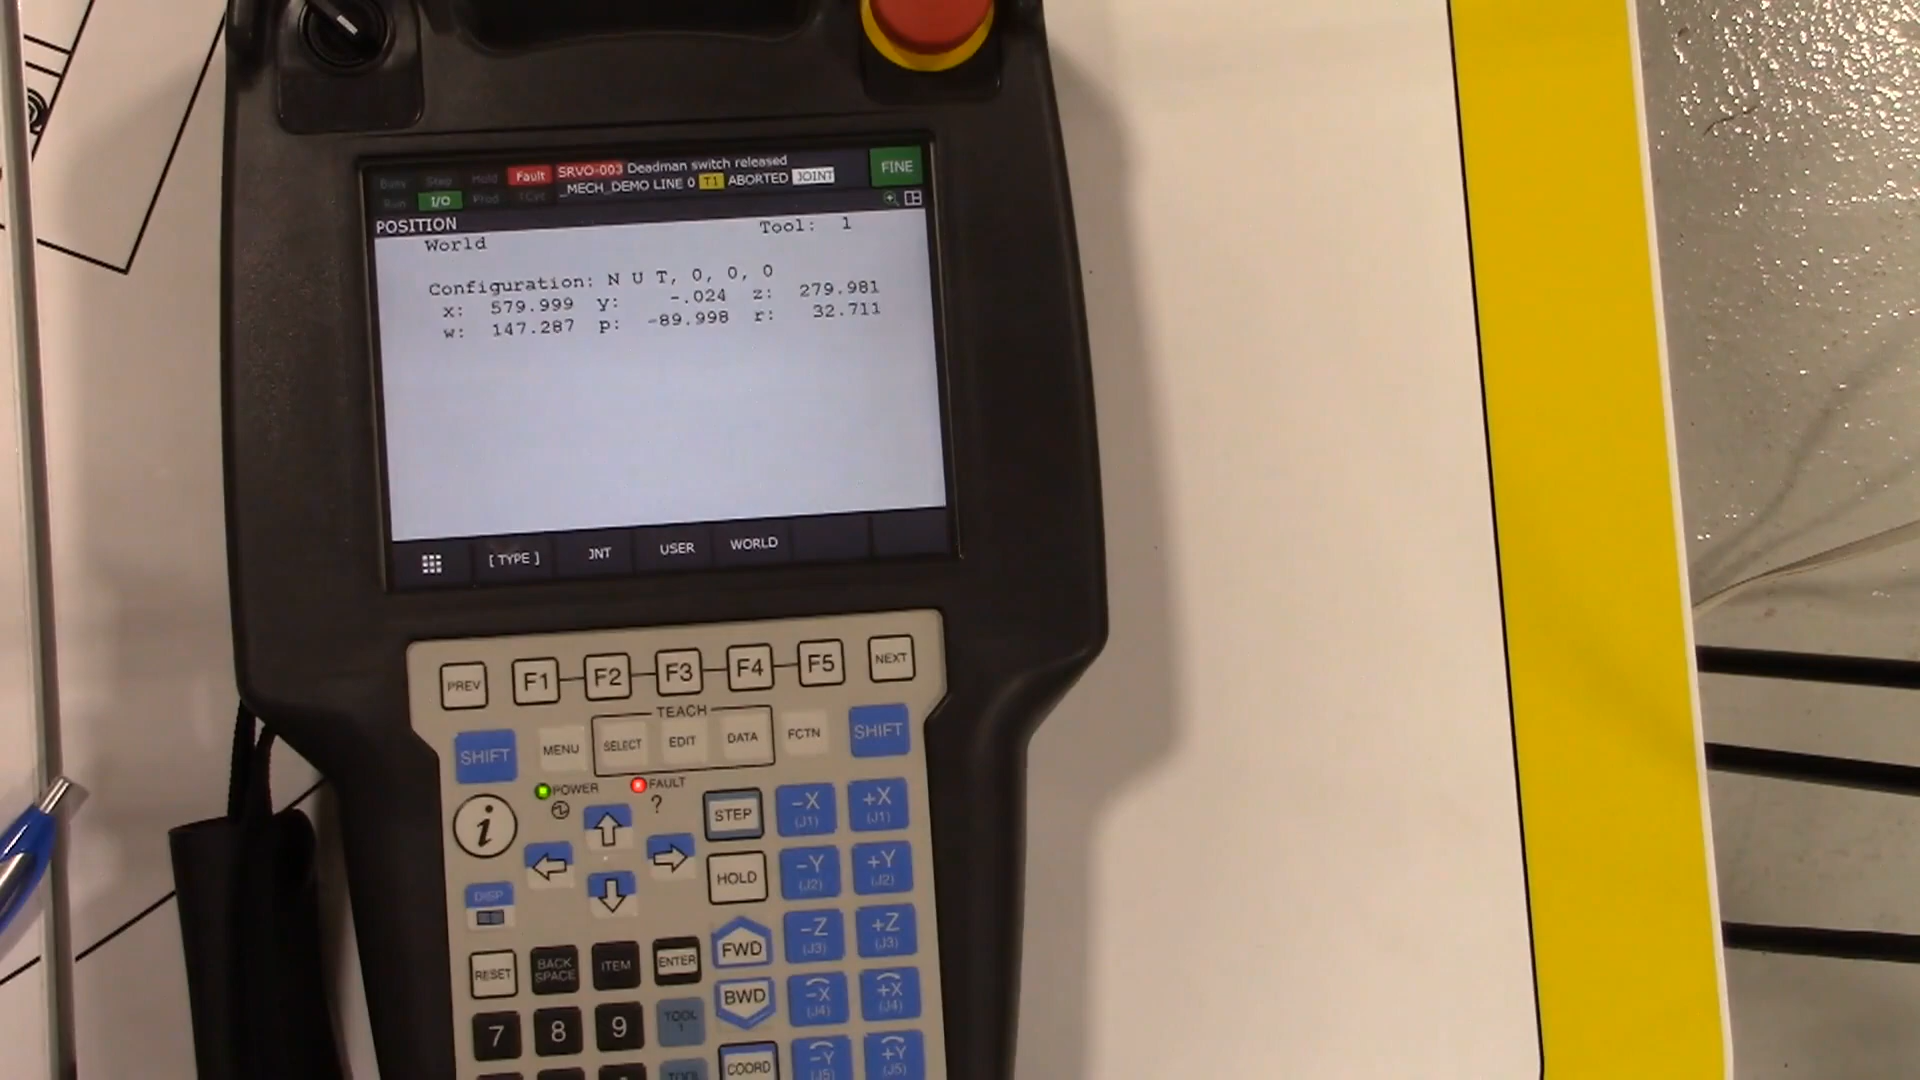 Busy Step Hold Fault SRVO-003 Deadman switch released FINE
Run I/O Prod TCyc _MECH_DEMO LINE 0 T1 ABORTED JOINT
POSITION
World Tool: 1
Configuration: N U T, 0, 0, 0
x: 579.999 y: -.024 z: 279.981
w: 147.287 p: -89.998 r: 32.711
[ TYPE ] JNT USER WORLD
PREV F1 F2 F3 F4 F5 NEXT
TEACH
SHIFT MENU SELECT EDIT DATA FCTN SHIFT
POWER FAULT
i ? STEP -X (J1) +X (J1)
DISP HOLD -Y (J2) +Y (J2)
FWD -Z (J3) +Z (J3)
RESET BACK SPACE ITEM ENTER
BWD -X (J4) +X (J4)
7 8 9 TOOL 1
COORD -Y (J5) +Y (J5)
TOOL